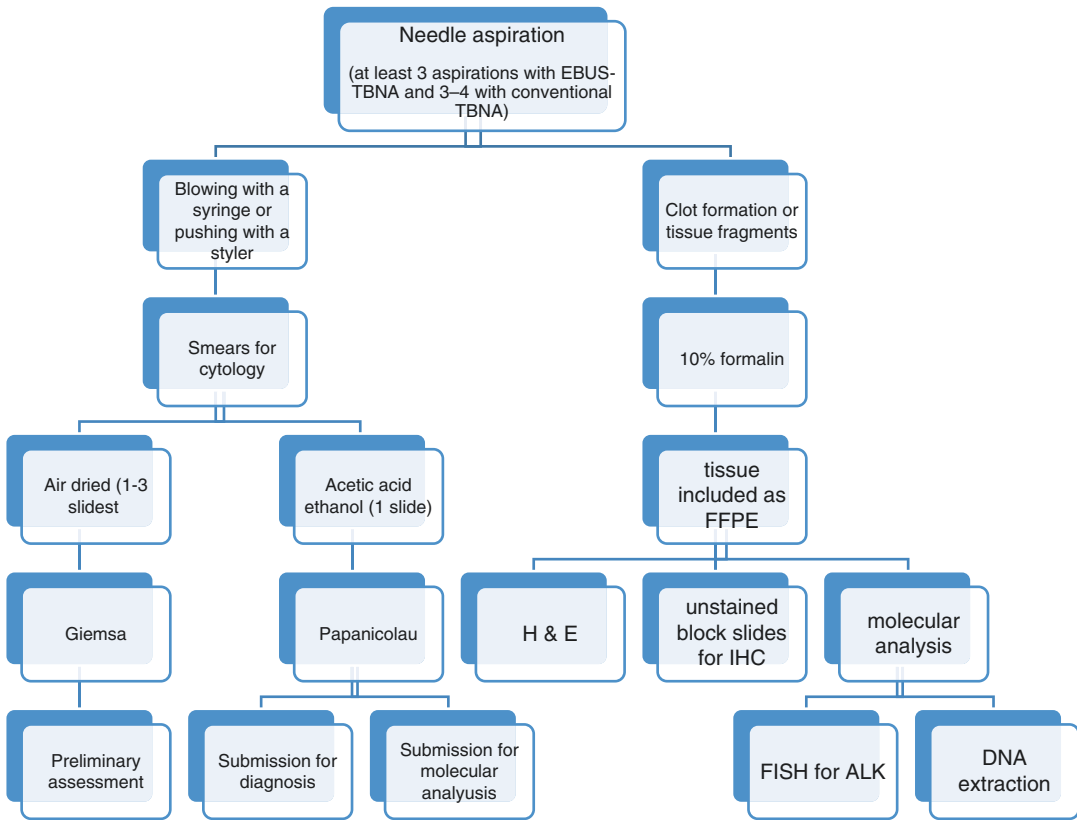 Needle aspiration
(at least 3 aspirations with EBUS-
TBNA and 3–4 with conventional
TBNA)
Blowing with a
syringe or
pushing with a
styler
Clot formation or
tissue fragments
Smears for
cytology
10% formalin
Air dried (1-3
slidest
Acetic acid
ethanol (1 slide)
tissue
included as
FFPE
Giemsa
Papanicolau
H & E
unstained
block slides
for IHC
molecular
analysis
Preliminary
assessment
Submission for
diagnosis
Submission for
molecular
analyusis
FISH for ALK
DNA
extraction